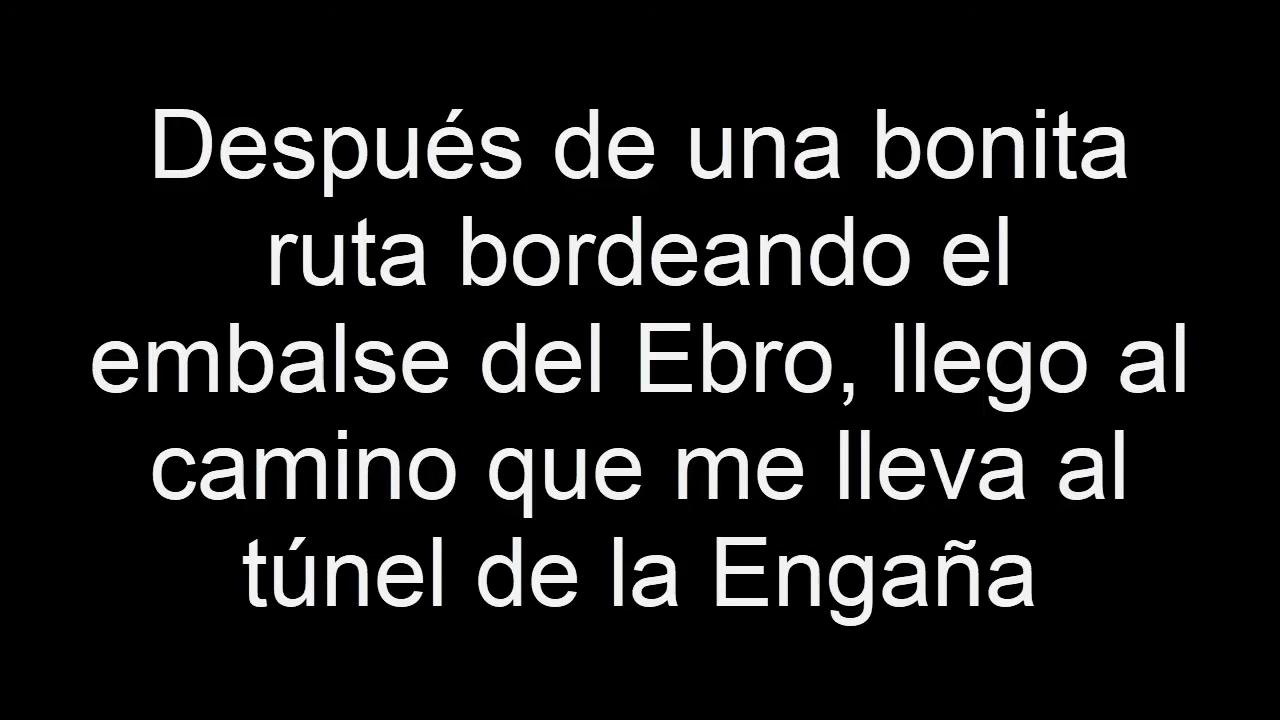 Después de una bonita
ruta bordeando el
embalse del Ebro, llego al
camino que me lleva al
túnel de la Engaña